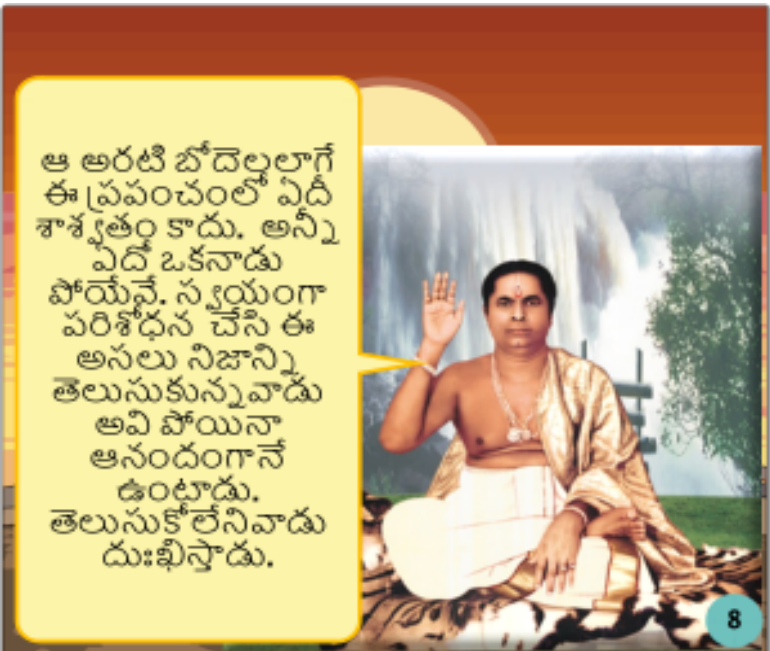 ఆ అరటి బోదెల్లలాగే
ఈ ప్రపంచంలో ఏదీ
శాశ్వతం కాదు. అన్నీ
ఏదో ఒకనాడు
పోయేవే. స్వయంగా
పరిశోధన చేసి ఈ
అసలు నిజాన్ని
తెలుసుకున్నవాడు
అవి పోయినా
ఆనందంగానే
ఉంటాడు.
తెలుసుకోలేనివాడు
దుఃఖిస్తాడు.
8